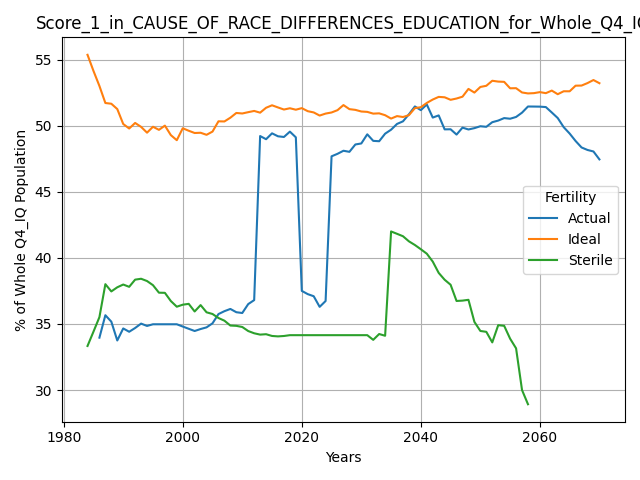 Score_1_in_CAUSE_OF_RACE_DIFFERENCES_EDUCATION_for_Whole_Q4_IQ
55
50
45
40
35
30
% of Whole Q4_IQ Population
Fertility
Actual
Ideal
Sterile
1980
2000
2020
2040
2060
Years